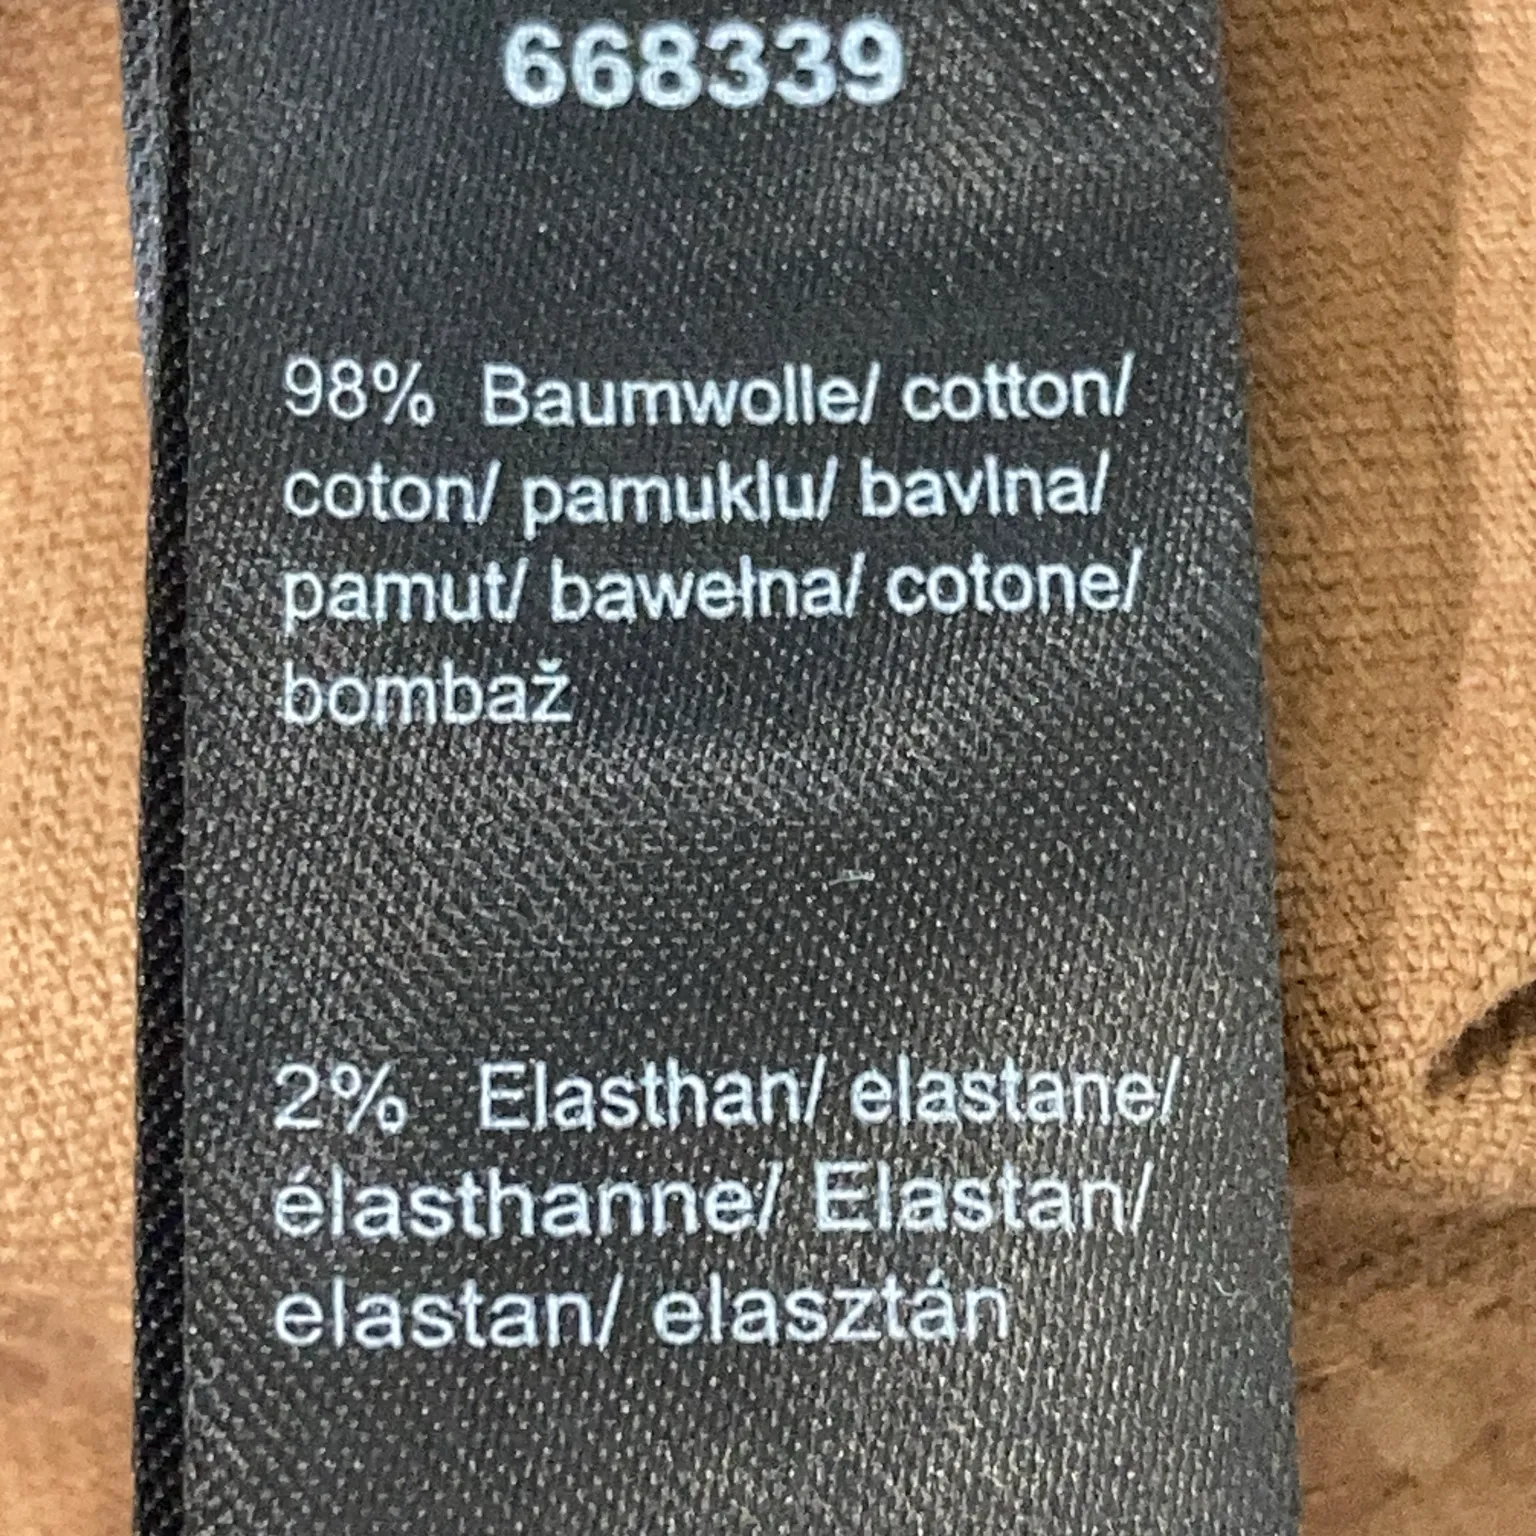 668339
98% Baumwolle/ cotton/
coton/ pamuklu/ bavlna/
pamut/ bawełna/ cotone/
bombaž
2% Elasthan/ elastane/
élasthanne/ Elastan/
elastan/ elasztán